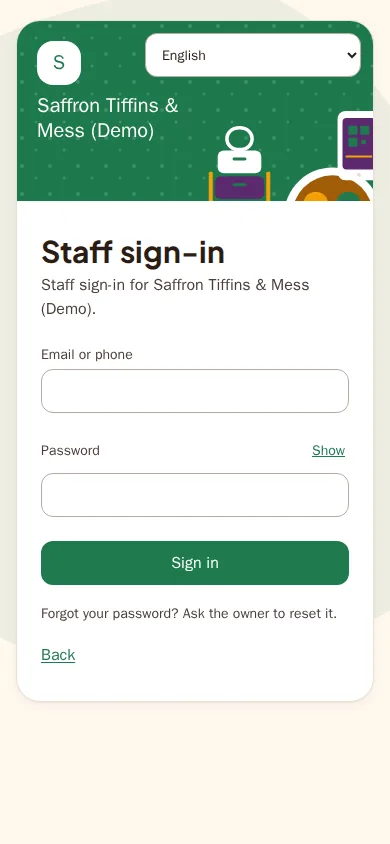 S
English
Saffron Tiffins &
Mess (Demo)
Staff sign-in
Staff sign-in for Saffron Tiffins & Mess
(Demo).
Email or phone
Password
Show
Sign in
Forgot your password? Ask the owner to reset it.
Back